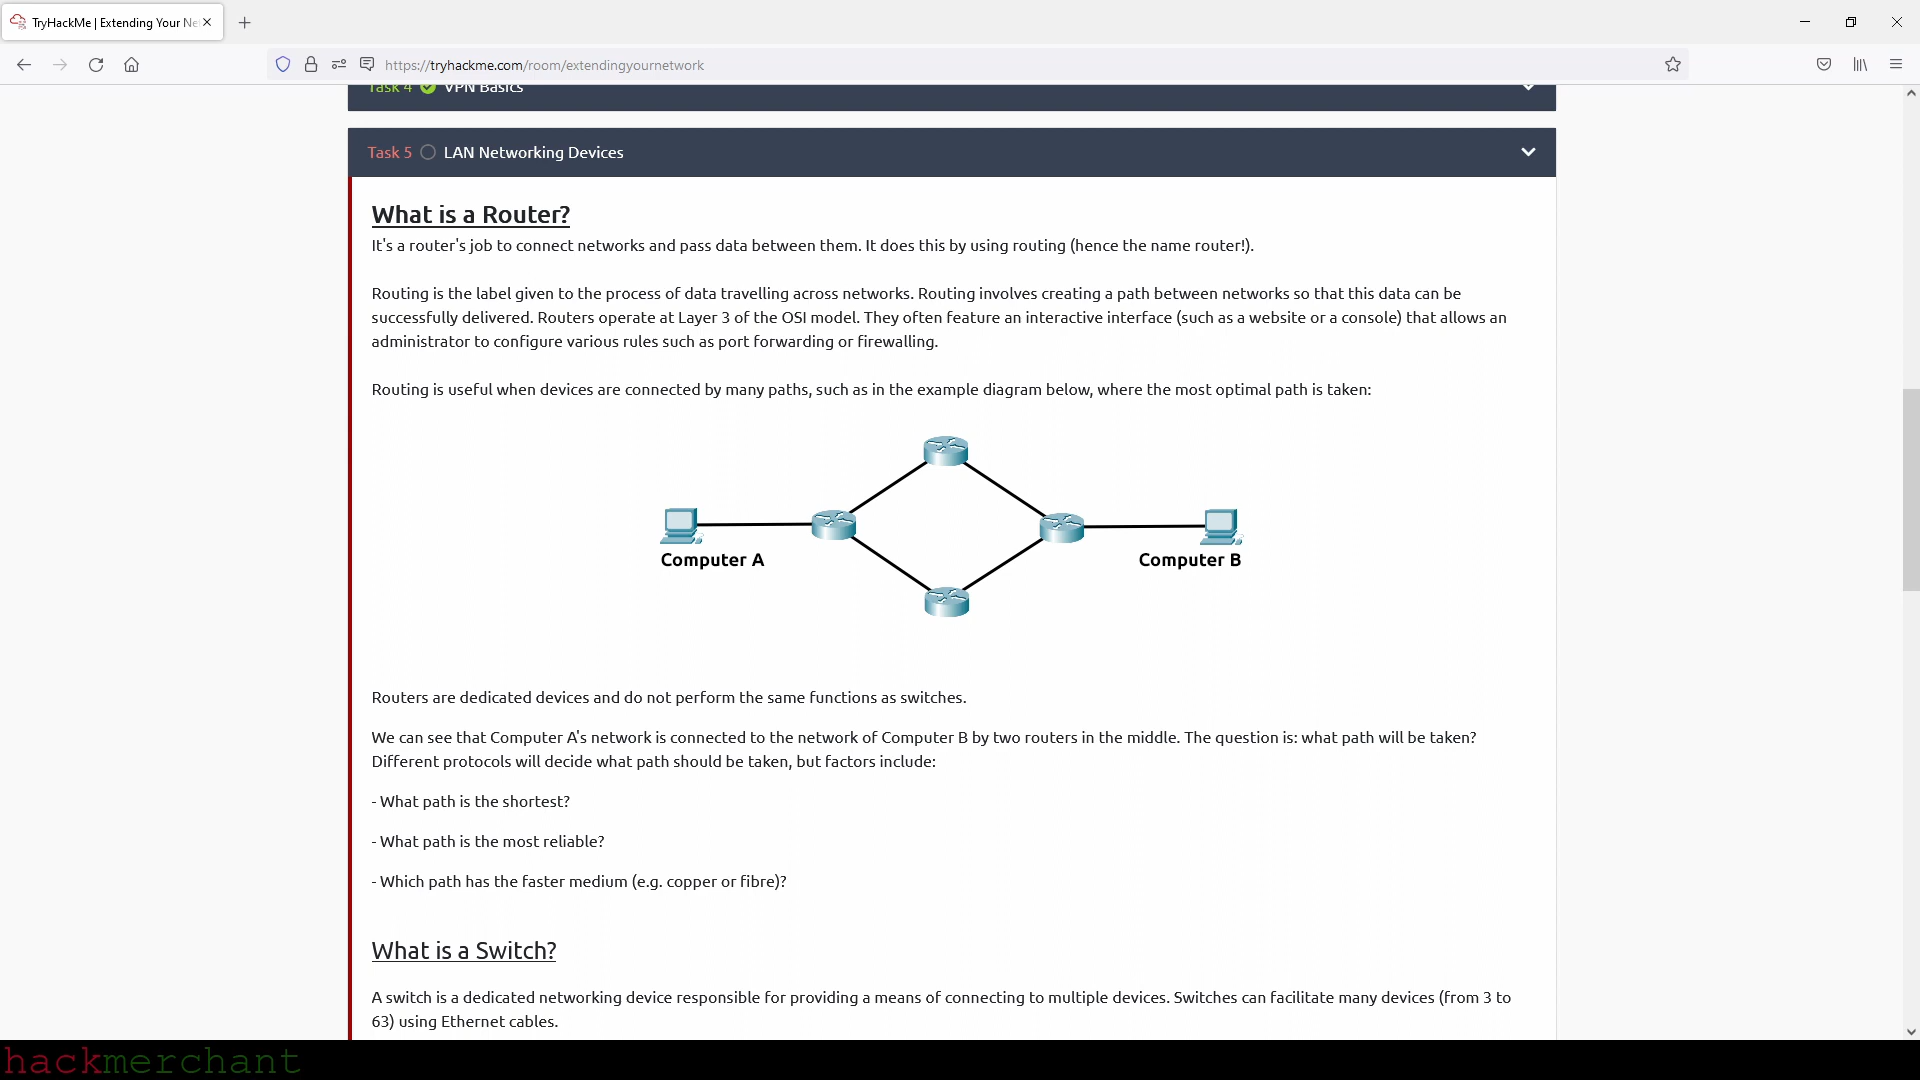 TryHackMe | Extending Your Ne
https://tryhackme.com/room/extendingyournetwork
Task 4 VPN Basics
Task 5 LAN Networking Devices
What is a Router?
It's a router's job to connect networks and pass data between them. It does this by using routing (hence the name router!).
Routing is the label given to the process of data travelling across networks. Routing involves creating a path between networks so that this data can be
successfully delivered. Routers operate at Layer 3 of the OSI model. They often feature an interactive interface (such as a website or a console) that allows an
administrator to configure various rules such as port forwarding or firewalling.
Routing is useful when devices are connected by many paths, such as in the example diagram below, where the most optimal path is taken:
Computer A
Computer B
Routers are dedicated devices and do not perform the same functions as switches.
We can see that Computer A's network is connected to the network of Computer B by two routers in the middle. The question is: what path will be taken?
Different protocols will decide what path should be taken, but factors include:
- What path is the shortest?
- What path is the most reliable?
- Which path has the faster medium (e.g. copper or fibre)?
What is a Switch?
A switch is a dedicated networking device responsible for providing a means of connecting to multiple devices. Switches can facilitate many devices (from 3 to
63) using Ethernet cables.
hackmerchant